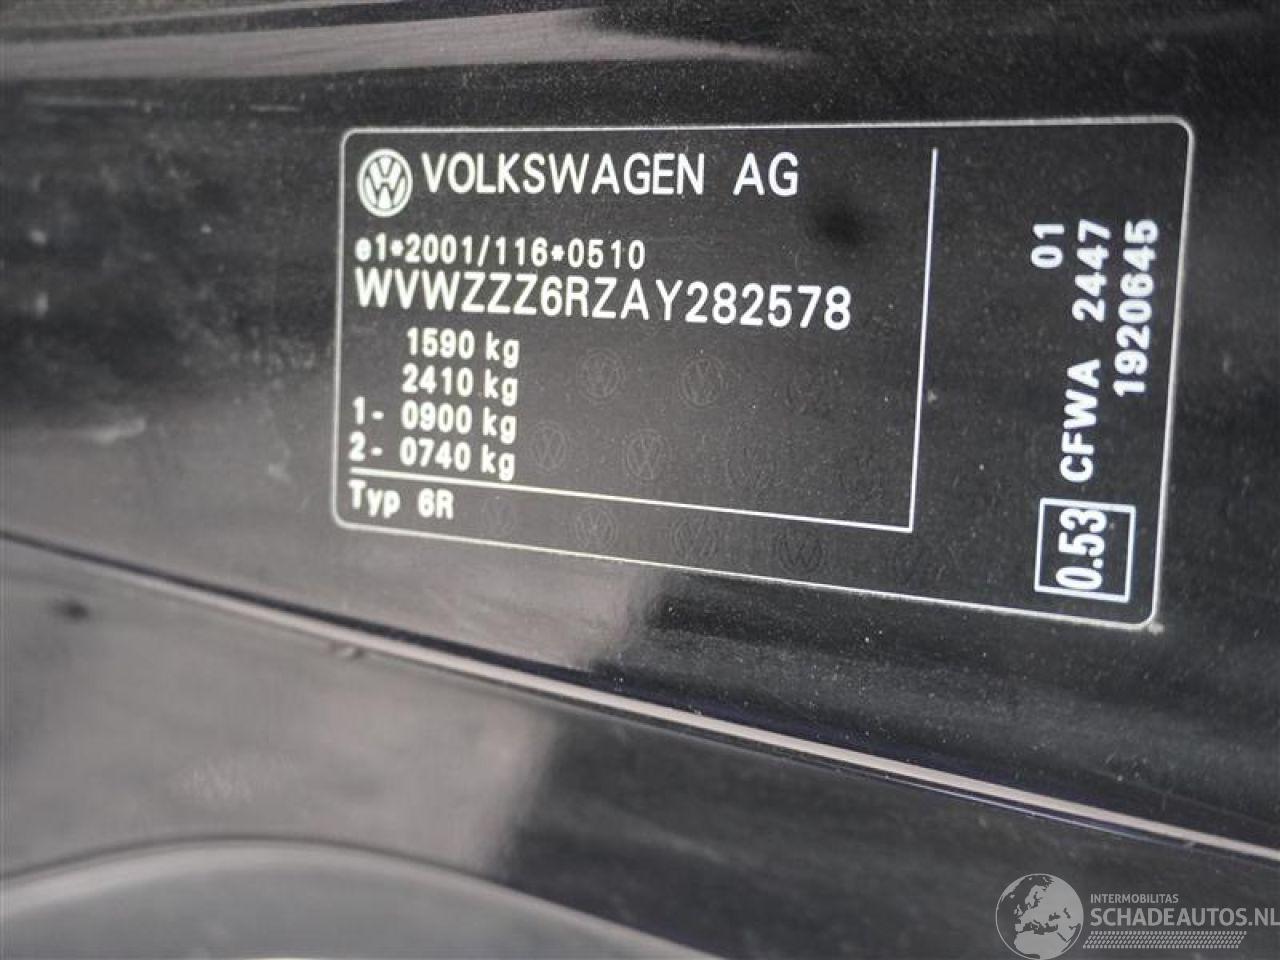 VOLKSWAGEN AG
e1*2001/116*0510
WVWZZZ6RZAY282578
1590 kg
2410 kg
1- 0900 kg
2- 0740 kg
Typ 6R
01
CFWA 2447
1920645
0.53
INTERMOBILITAS
SCHADEAUTOS.NL